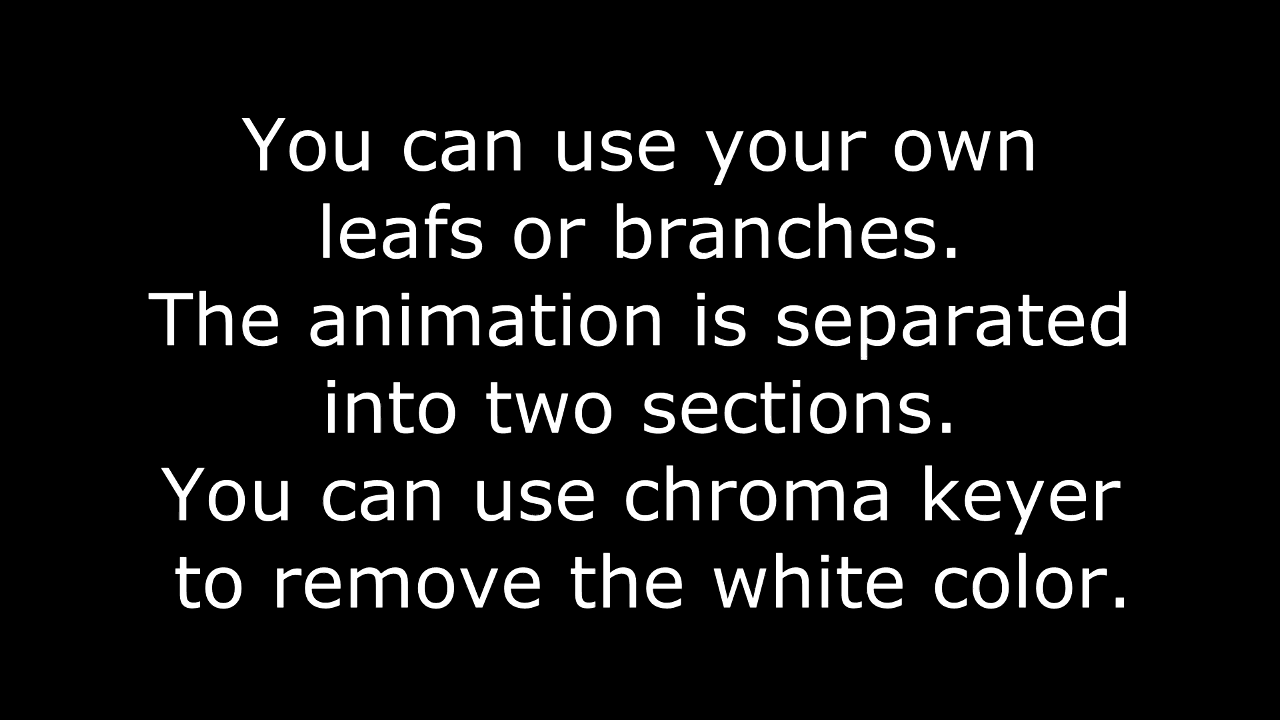 You can use your own
leafs or branches.
The animation is separated
into two sections.
You can use chroma keyer
to remove the white color.